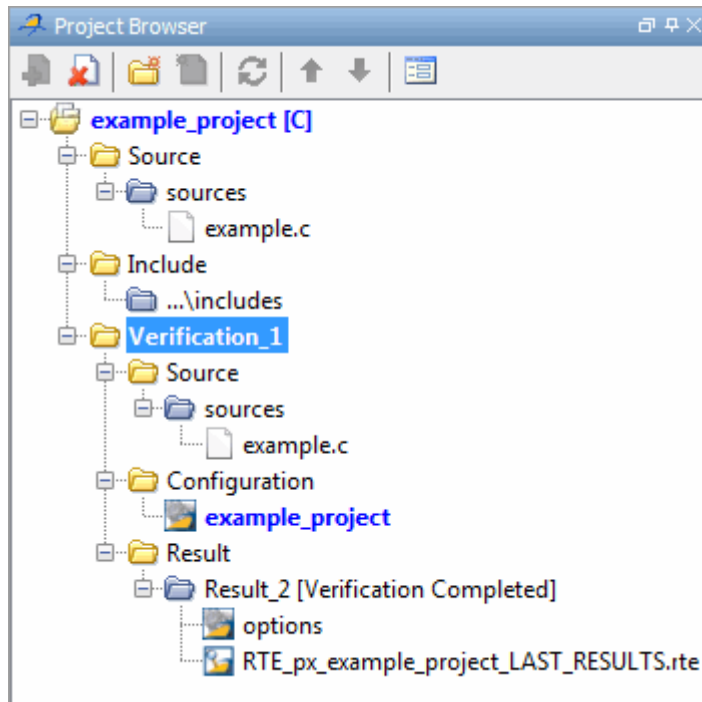 Project Browser
example_project [C]
Source
sources
example.c
Include
...\includes
Verification_1
Source
sources
example.c
Configuration
example_project
Result
Result_2 [Verification Completed]
options
RTE_px_example_project_LAST_RESULTS.rte